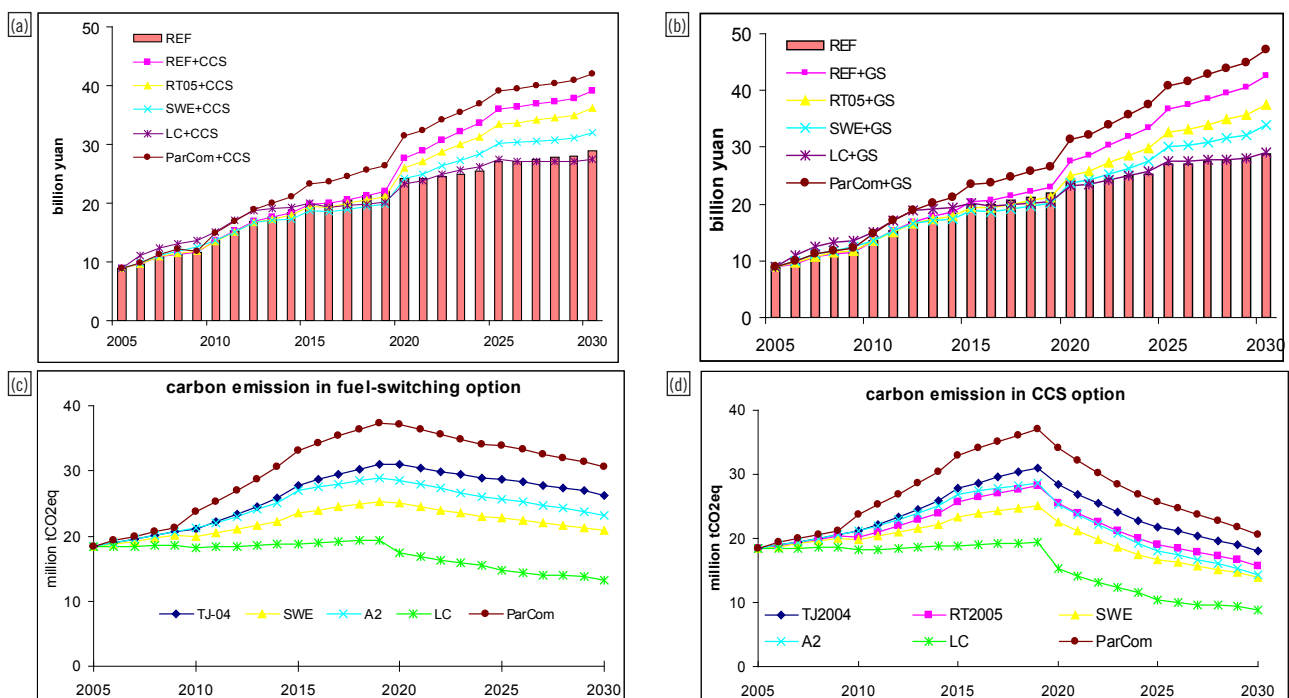 (a)
50
40
30
20
10
0
billion yuan
REF
REF+CCS
RT05+CCS
SWE+CCS
LC+CCS
ParCom+CCS
2005 2010 2015 2020 2025 2030
(b)
50
40
30
20
10
0
billion yuan
REF
REF+GS
RT05+GS
SWE+GS
LC+GS
ParCom+GS
2005 2010 2015 2020 2025 2030
(c)
carbon emission in fuel-switching option
40
30
20
10
0
million tCO2eq
TJ-04 SWE A2 LC ParCom
2005 2010 2015 2020 2025 2030
(d)
carbon emission in CCS option
40
30
20
10
0
million tCO2eq
TJ2004 RT2005 SWE
A2 LC ParCom
2005 2010 2015 2020 2025 2030